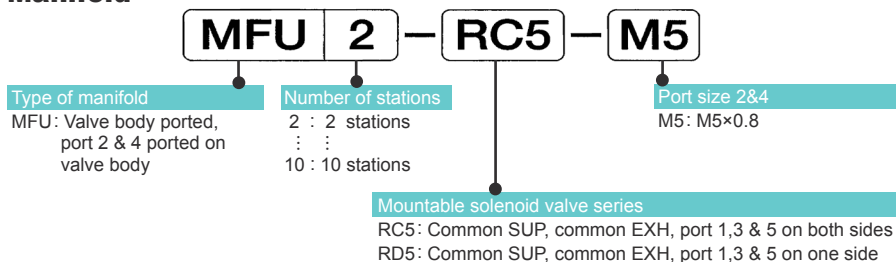 MFU 2 – RC5 – M5
Type of manifold
MFU: Valve body ported,
port 2 & 4 ported on
valve body
Number of stations
2 : 2 stations
⋮ ⋮
10 : 10 stations
Port size 2&4
M5: M5×0.8
Mountable solenoid valve series
RC5: Common SUP, common EXH, port 1,3 & 5 on both sides
RD5: Common SUP, common EXH, port 1,3 & 5 on one side